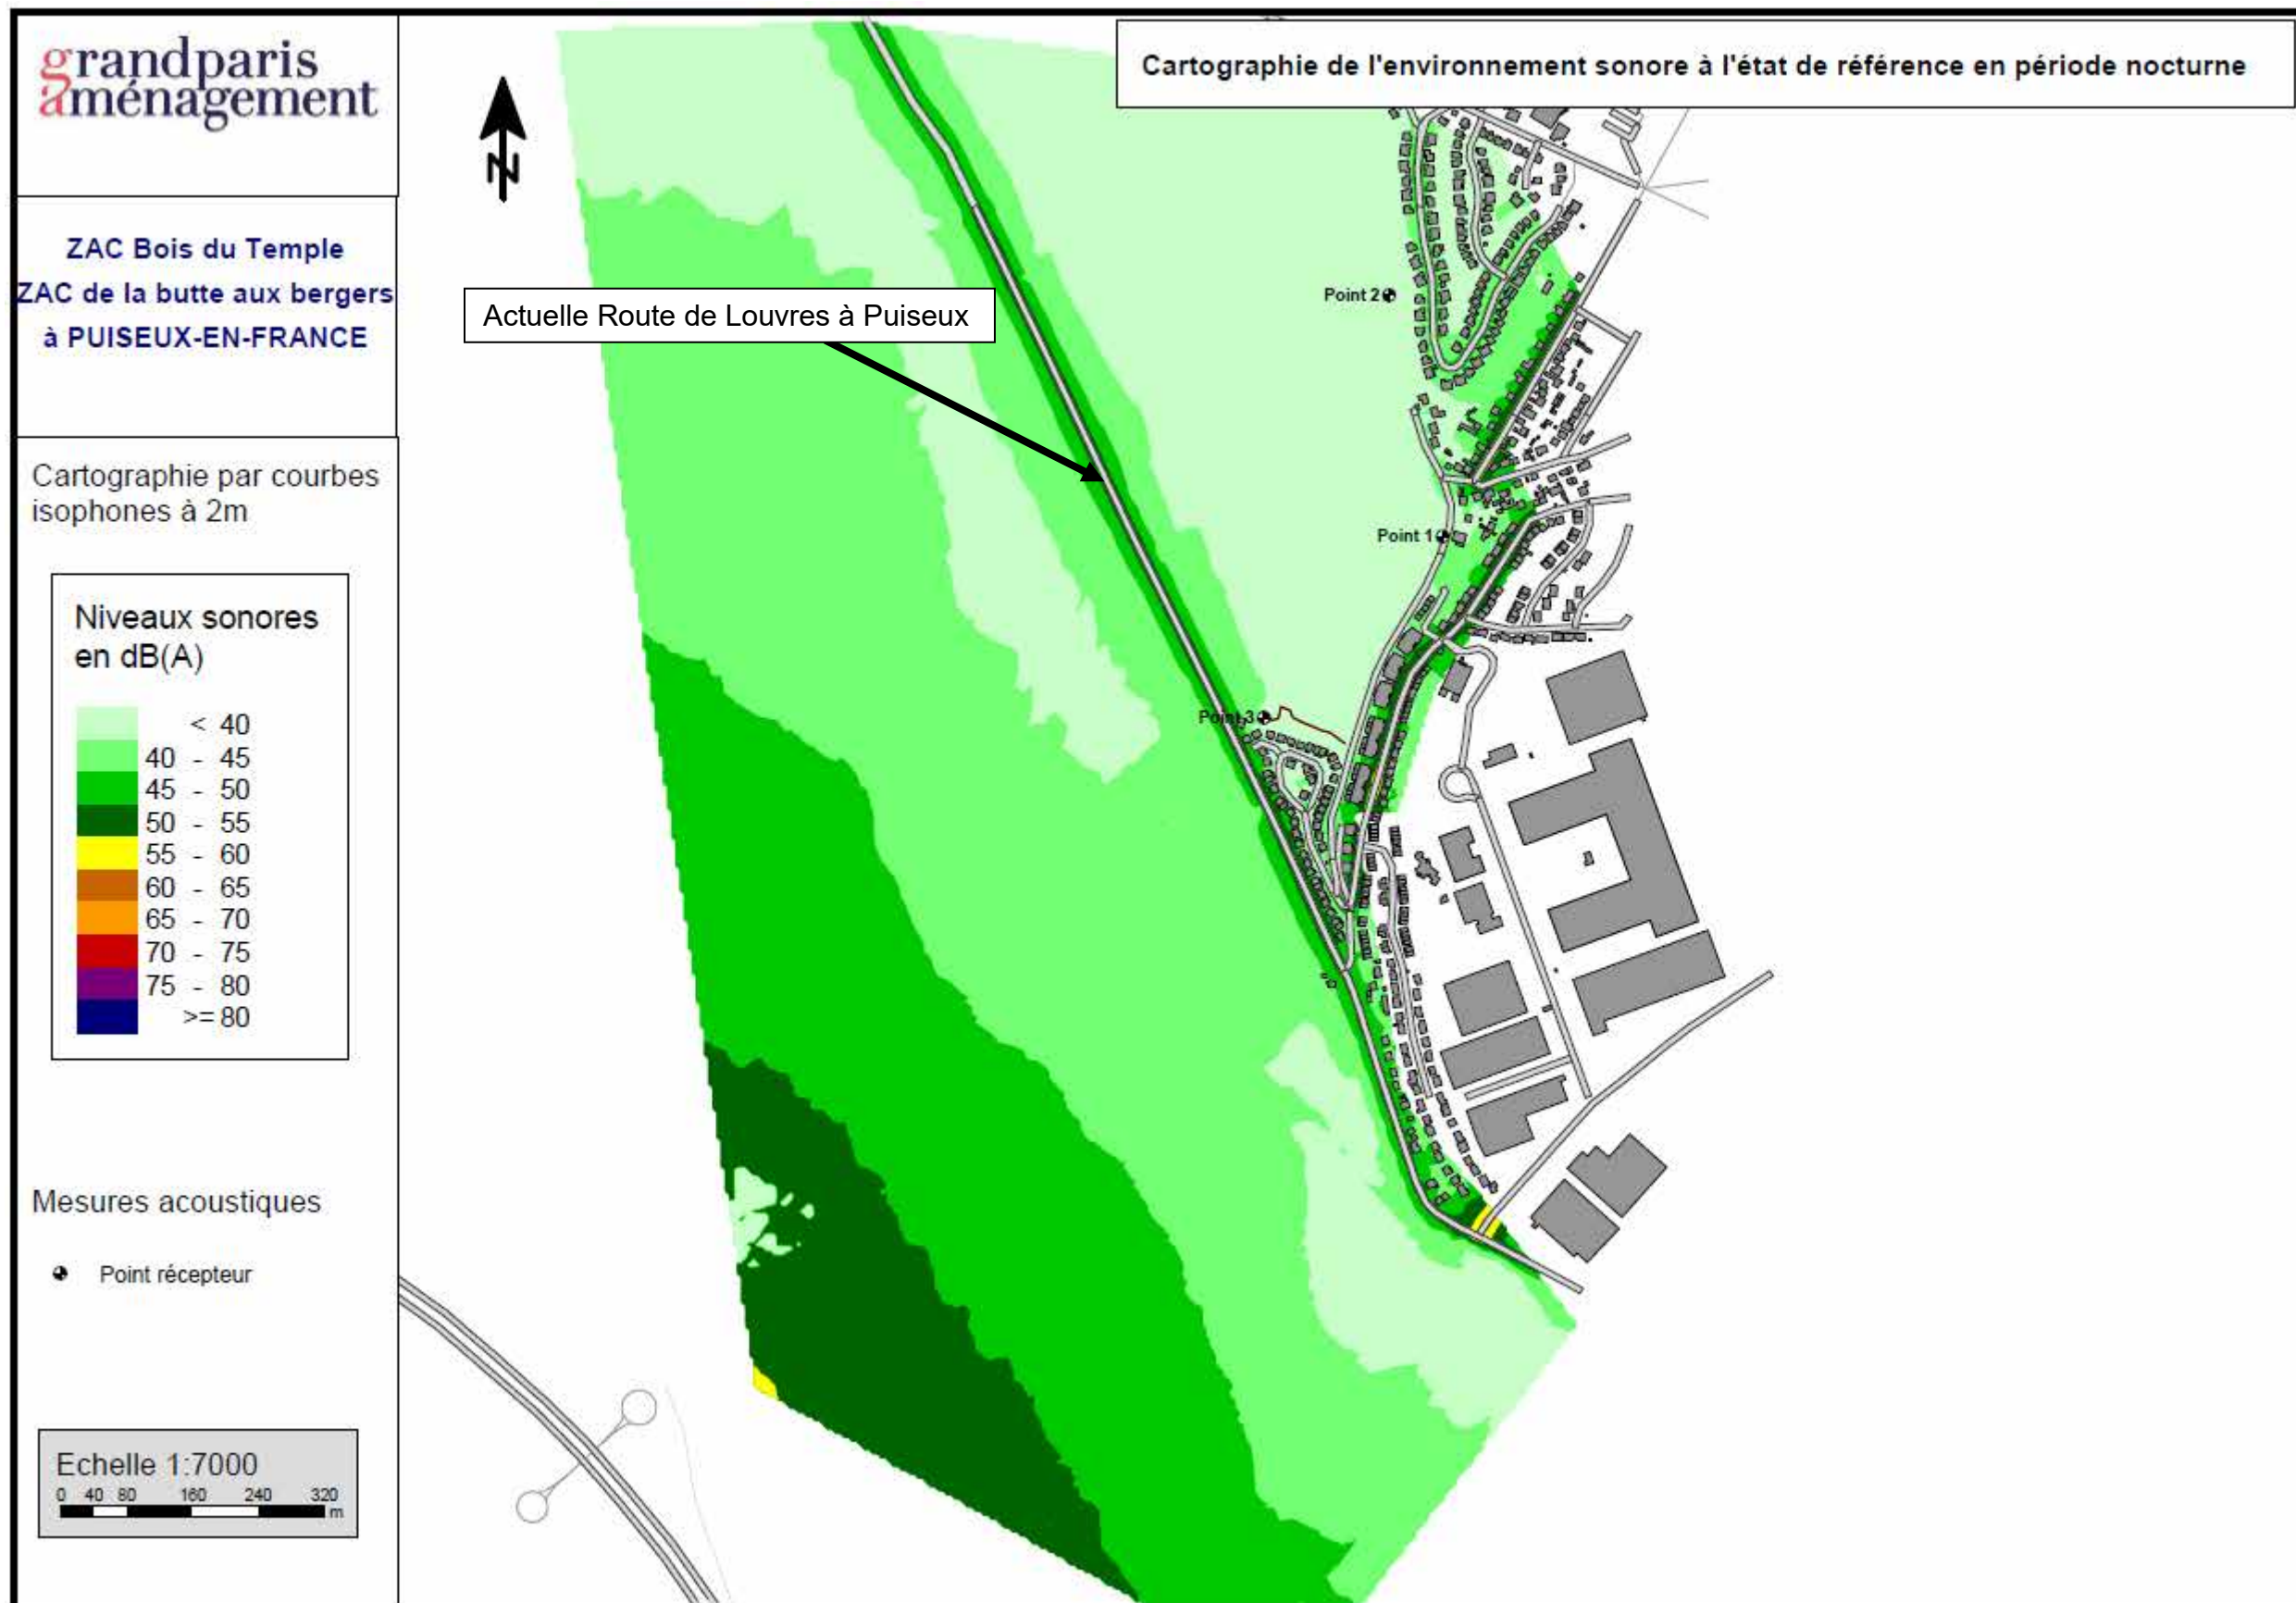 grandparis
aménagement
Cartographie de l'environnement sonore à l'état de référence en période nocturne
N
ZAC Bois du Temple
ZAC de la butte aux bergers
à PUISEUX-EN-FRANCE
Actuelle Route de Louvres à Puiseux
Point 2
Cartographie par courbes
isophones à 2m
Point 1
Niveaux sonores
en dB(A)
< 40
40 - 45
45 - 50
50 - 55
55 - 60
60 - 65
65 - 70
70 - 75
75 - 80
>= 80
Point 3
Mesures acoustiques
Point récepteur
Echelle 1:7000
0 40 80 160 240 320
m